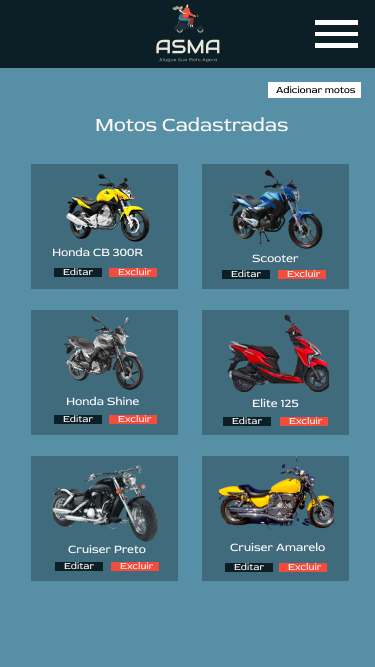 ASMA
Alugue Sua Moto Agora
Adicionar motos
Motos Cadastradas
Honda CB 300R
Editar Excluir
Scooter
Editar Excluir
Honda Shine
Editar Excluir
Elite 125
Editar Excluir
Cruiser Preto
Editar Excluir
Cruiser Amarelo
Editar Excluir